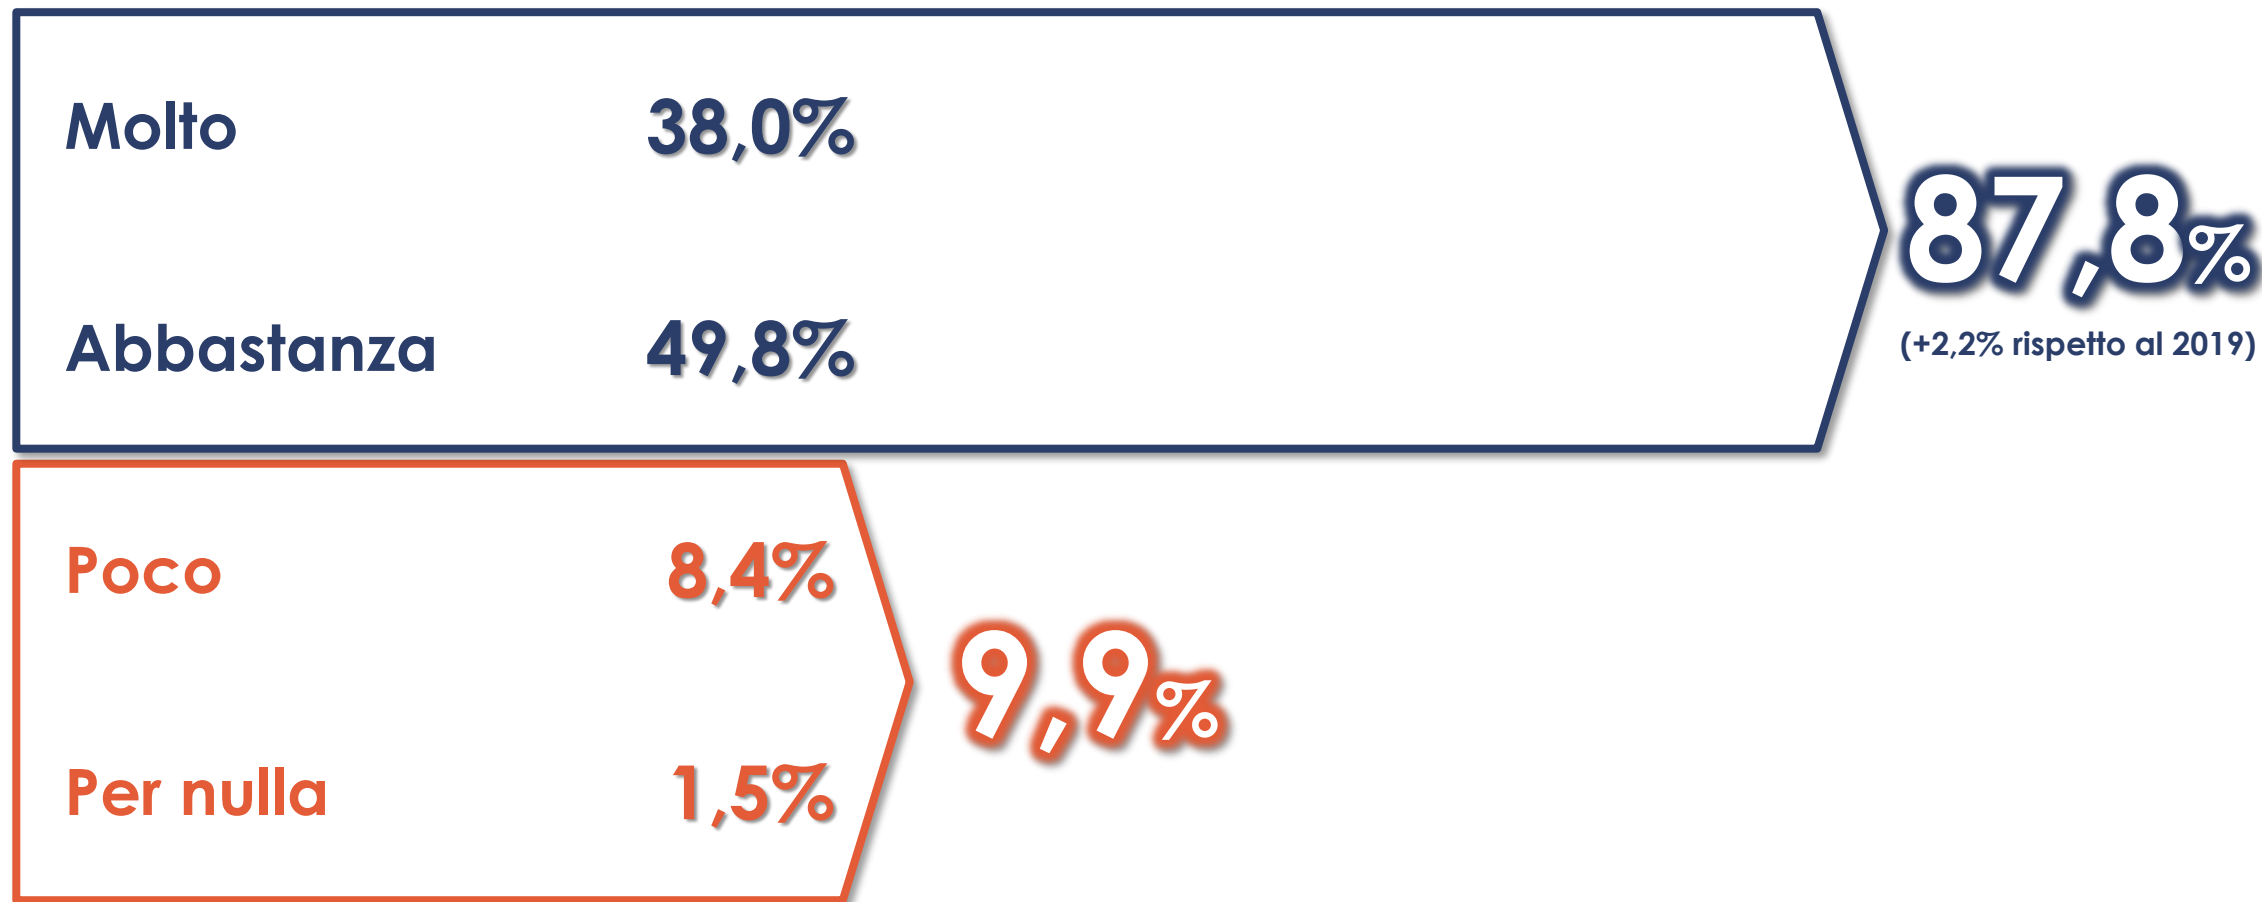 Molto 38,0%
Abbastanza 49,8%
87,8%
(+2,2% rispetto al 2019)
Poco 8,4%
Per nulla 1,5%
9,9%